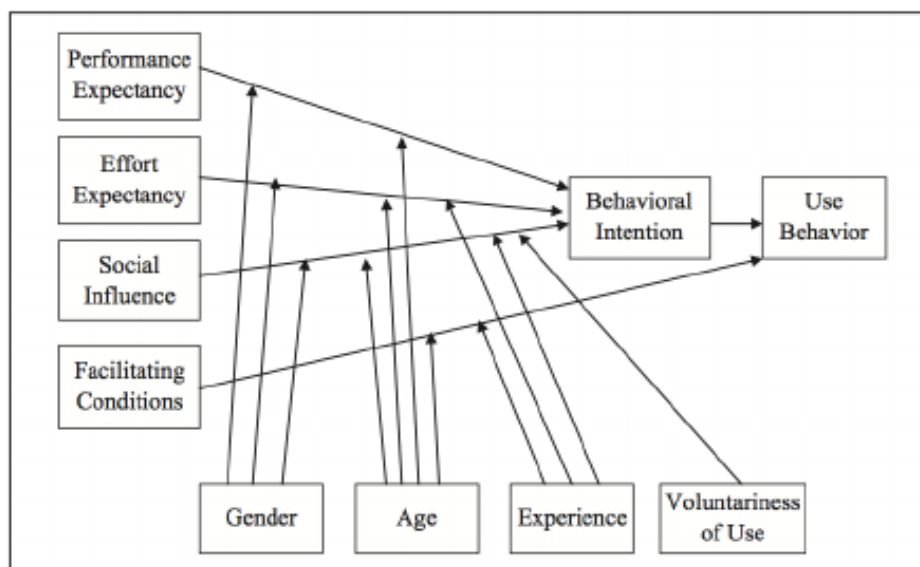 Performance
Expectancy
Effort
Expectancy
Behavioral
Intention
Use
Behavior
Social
Influence
Facilitating
Conditions
Gender
Age
Experience
Voluntariness
of Use